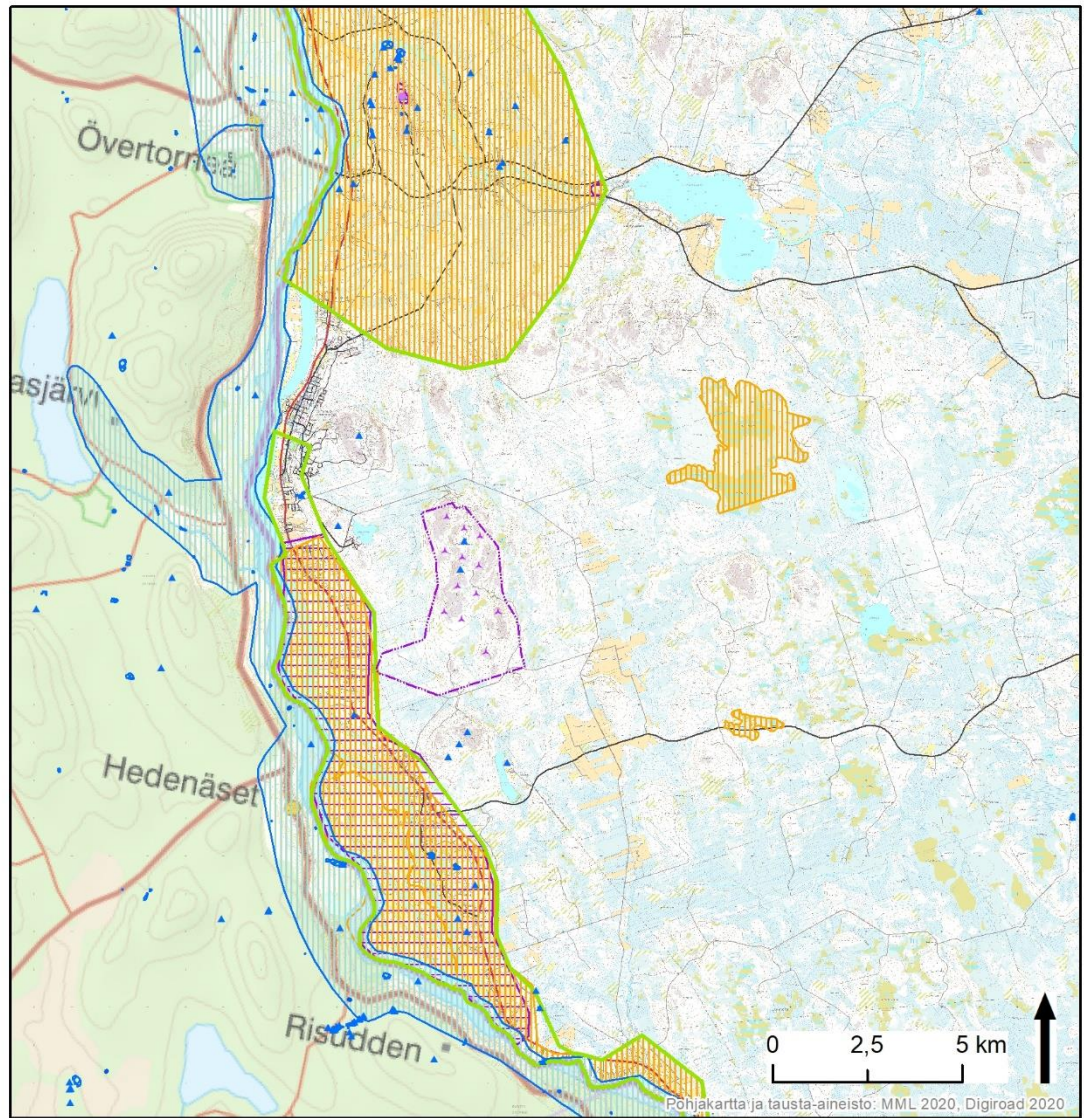 Övertorneå
asjärvi
Hedenäset
Risudden
0 2,5 5 km
Pohjakartta ja tausta-aineisto: MML 2020, Digiroad 2020